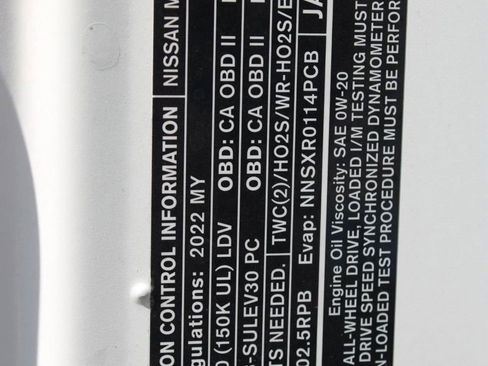 ON CONTROL INFORMATION NISSAN M
gulations: 2022 MY
(150K UL) LDV OBD: CA OBD II
-SULEV30 PC OBD: CA OBD II
TS NEEDED, TWC(2)/HO2S/WR-HO2S/E
02.5RPB Evap: NNSXR0114PCB JA
Engine Oil Viscosity: SAE 0W-20
ALL-WHEEL DRIVE, LOADED I/M TESTING MUST
DRIVE SPEED SYNCHRONIZED DYNAMOMETER
N-LOADED TEST PROCEDURE MUST BE PERFOR